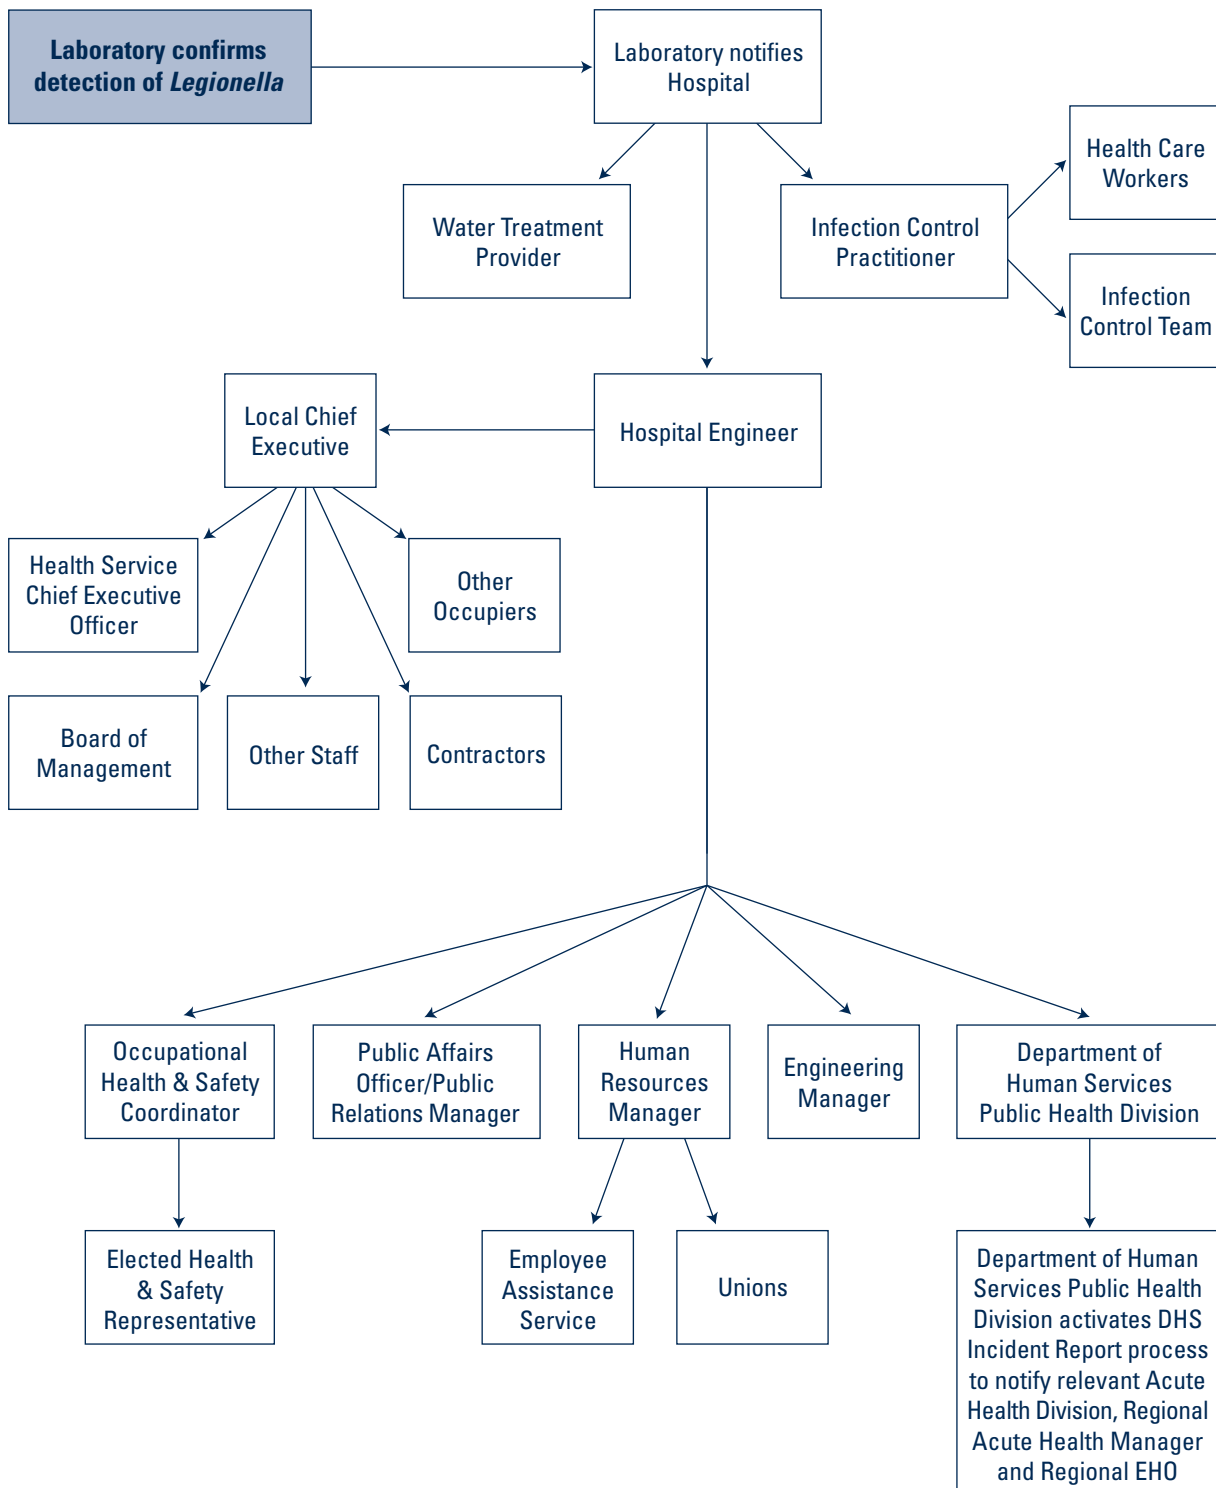 Laboratory confirms
detection of Legionella
Laboratory notifies
Hospital
Health Care
Workers
Water Treatment
Provider
Infection Control
Practitioner
Infection
Control Team
Local Chief
Executive
Hospital Engineer
Health Service
Chief Executive
Officer
Other
Occupiers
Board of
Management
Other Staff
Contractors
Occupational
Health & Safety
Coordinator
Public Affairs
Officer/Public
Relations Manager
Human
Resources
Manager
Engineering
Manager
Department of
Human Services
Public Health Division
Elected Health
& Safety
Representative
Employee
Assistance
Service
Unions
Department of Human
Services Public Health
Division activates DHS
Incident Report process
to notify relevant Acute
Health Division, Regional
Acute Health Manager
and Regional EHO